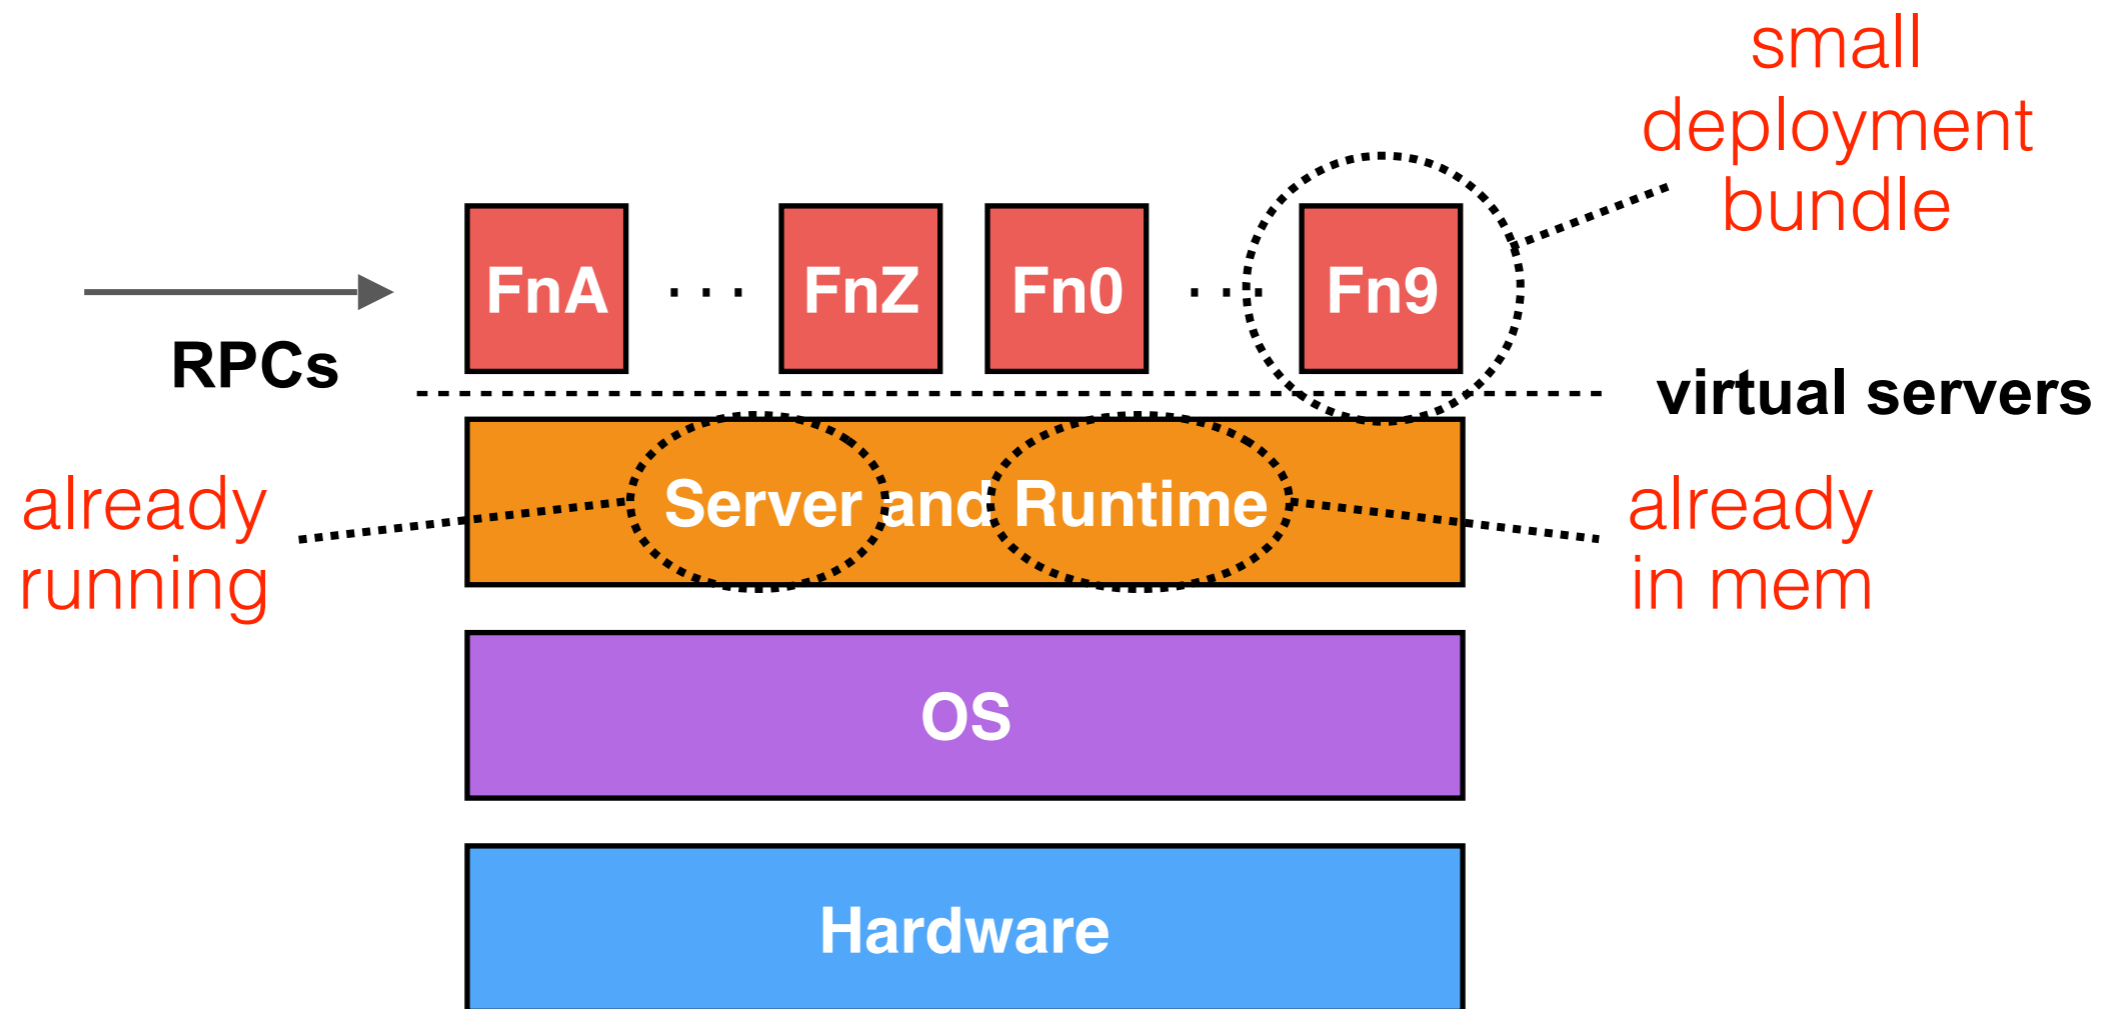 small
deployment
bundle
FnA ... FnZ Fn0 ... Fn9
RPCs
virtual servers
already
running
Server and Runtime
already
in mem
OS
Hardware